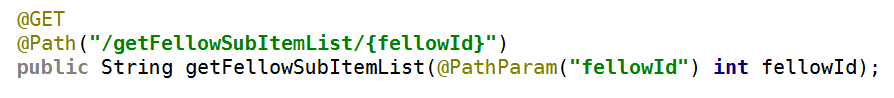 @GET
@Path("/getFellowSubItemList/{fellowId}")
public String getFellowSubItemList(@PathParam("fellowId") int fellowId);